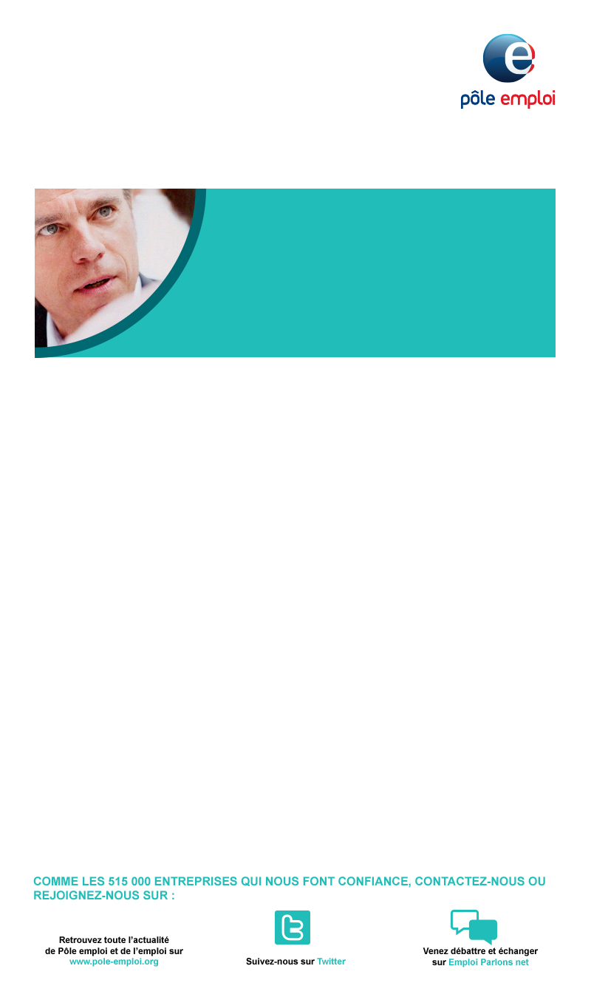 pôle emploi
COMME LES 515 000 ENTREPRISES QUI NOUS FONT CONFIANCE, CONTACTEZ-NOUS OU
REJOIGNEZ-NOUS SUR :
Retrouvez toute l’actualité
de Pôle emploi et de l’emploi sur
www.pole-emploi.org
Suivez-nous sur Twitter
Venez débattre et échanger
sur Emploi Parlons net